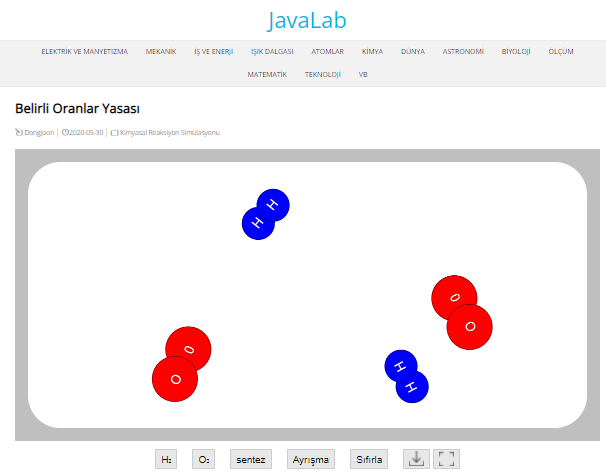 JavaLab
ELEKTRİK VE MANYETİZMA MEKANİK İŞ VE ENERJİ IŞIK DALGASI ATOMLAR KİMYA DÜNYA ASTRONOMİ BİYOLOJİ ÖLÇÜM
MATEMATİK TEKNOLOJİ VB
Belirli Oranlar Yasası
DongJoon 2020-05-30 Kimyasal Reaksiyon Simülasyonu
H
H
O
O
O
O
H
H
H₂ O₂ sentez Ayrışma Sıfırla